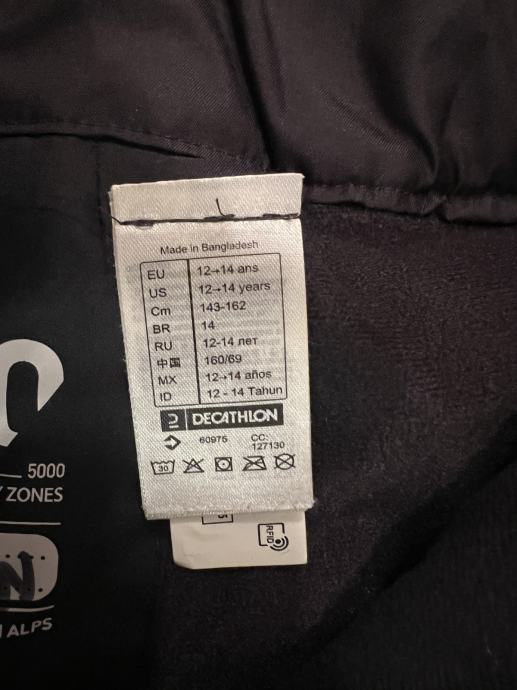 Made in Bangladesh
EU 12→14 ans
US 12→14 years
Cm 143-162
BR 14
RU 12-14 лет
中国 160/69
MX 12→14 años
ID 12 - 14 Tahun
DECATHLON
60975 CC:
127130
30
RFID
5000
ZONES
ALPS